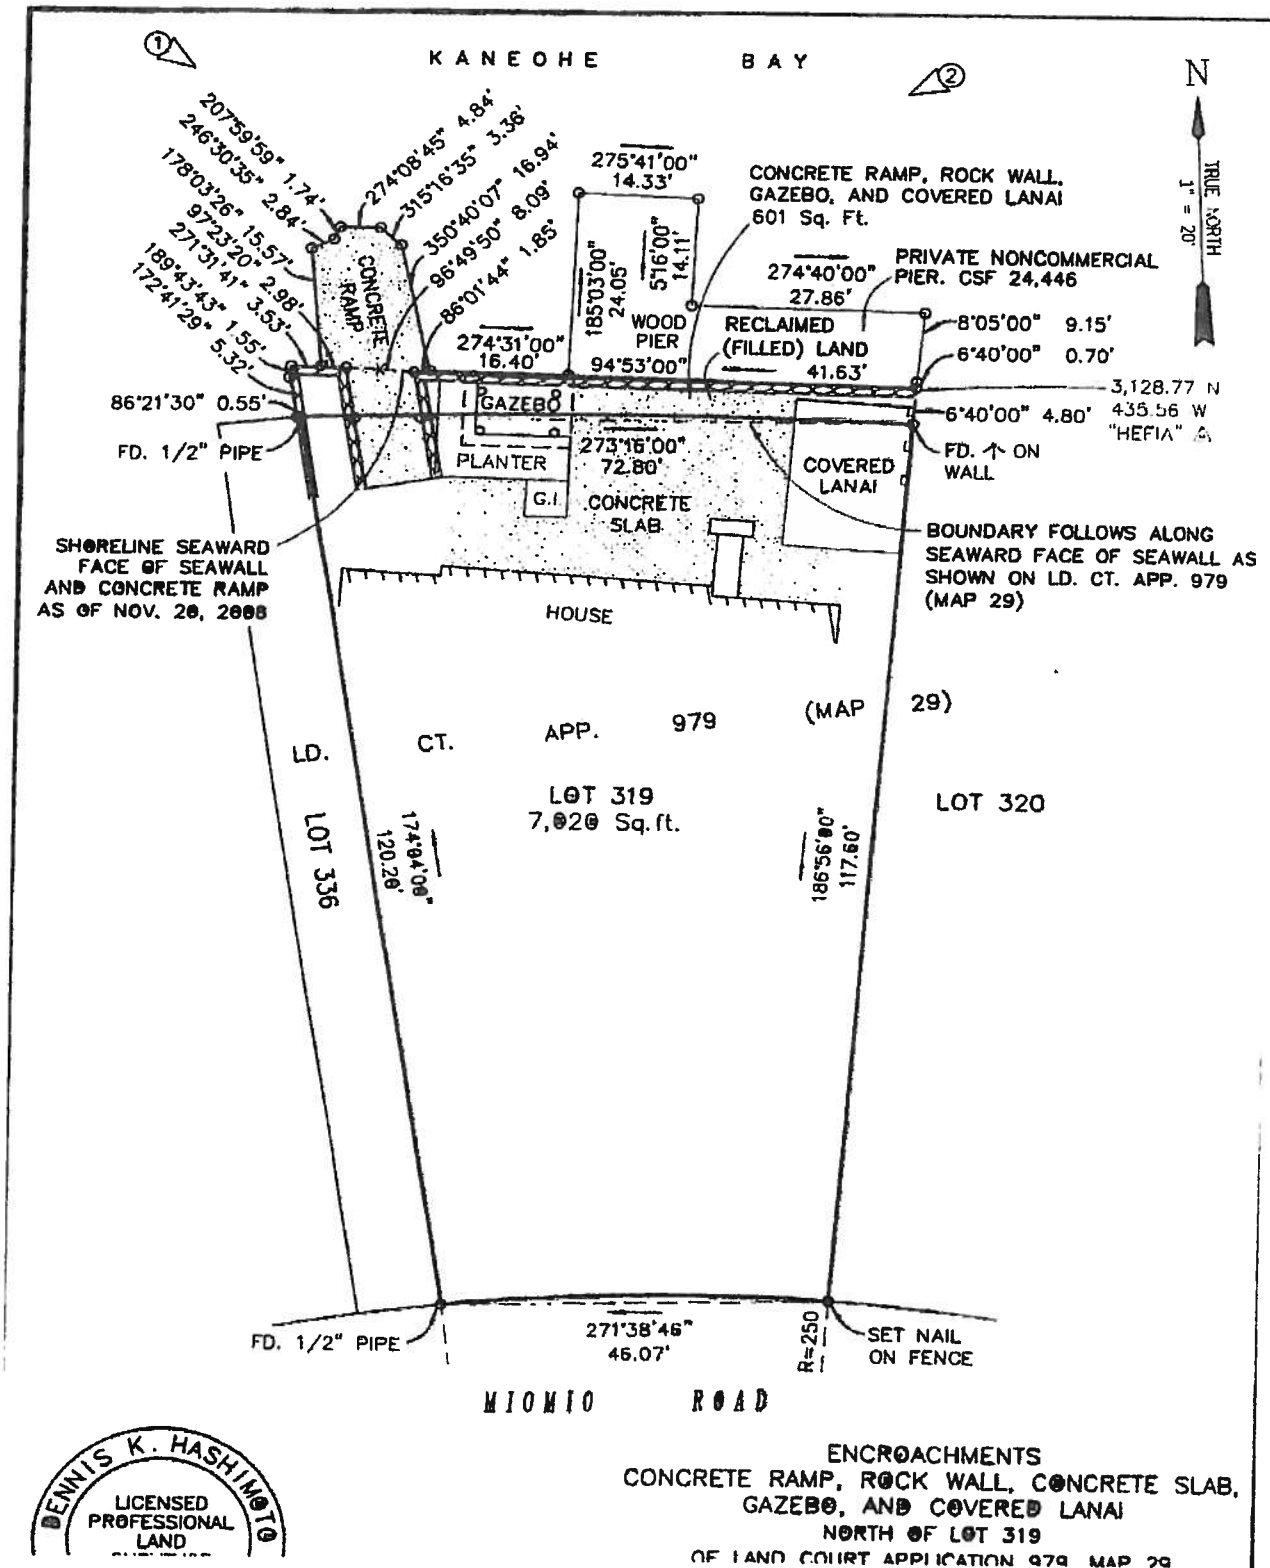 KANEOHE BAY
1
2
N
TRUE NORTH
1" = 20'
207°59'59" 1.74'
246°30'35" 2.84'
178°03'26" 15.57'
97°23'20" 2.98'
271°31'41" 3.53'
189°43'43" 1.55'
172°41'29" 5.32'
274°08'45" 4.84'
315°16'35" 3.36'
350°40'07" 16.94'
96°49'50" 8.09'
86°01'44" 1.85'
CONCRETE
RAMP
275°41'00"
14.33'
185°03'00"
24.05'
5°16'00"
14.11'
WOOD
PIER
CONCRETE RAMP, ROCK WALL,
GAZEBO, AND COVERED LANAI
601 Sq. Ft.
274°40'00"
27.86'
PRIVATE NONCOMMERCIAL
PIER. CSF 24,446
RECLAIMED
(FILLED) LAND
8°05'00" 9.15'
6°40'00" 0.70'
274°31'00"
16.40'
94°53'00"
41.63'
3,128.77 N
435.56 W
"HEFIA"
86°21'30" 0.55'
FD. 1/2" PIPE
GAZEBO
PLANTER
273°16'00"
72.80'
6°40'00" 4.80'
FD. ↑ ON
WALL
COVERED
LANAI
G.I.
CONCRETE
SLAB
SHORELINE SEAWARD
FACE OF SEAWALL
AND CONCRETE RAMP
AS OF NOV. 20, 2008
BOUNDARY FOLLOWS ALONG
SEAWARD FACE OF SEAWALL AS
SHOWN ON LD. CT. APP. 979
(MAP 29)
HOUSE
LD. CT. APP. 979 (MAP 29)
LOT 319
7,020 Sq.ft.
LOT 320
LOT 336
174°04'00"
120.20'
186°56'00"
117.60'
FD. 1/2" PIPE
271°38'46"
46.07'
R=250
SET NAIL
ON FENCE
MIOMIO ROAD
DENNIS K. HASHIMOTO
LICENSED
PROFESSIONAL
LAND
ENCROACHMENTS
CONCRETE RAMP, ROCK WALL, CONCRETE SLAB,
GAZEBO, AND COVERED LANAI
NORTH OF LOT 319
OF LAND COURT APPLICATION 979, MAP 29